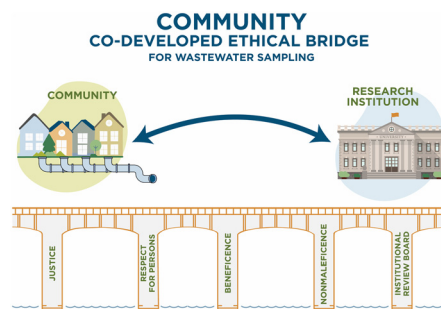 COMMUNITY
CO-DEVELOPED ETHICAL BRIDGE
FOR WASTEWATER SAMPLING
COMMUNITY
RESEARCH
INSTITUTION
UNIVERSITY
JUSTICE
RESPECT
FOR PERSONS
BENEFICENCE
NONMALEFICENCE
INSTITUTIONAL
REVIEW BOARD